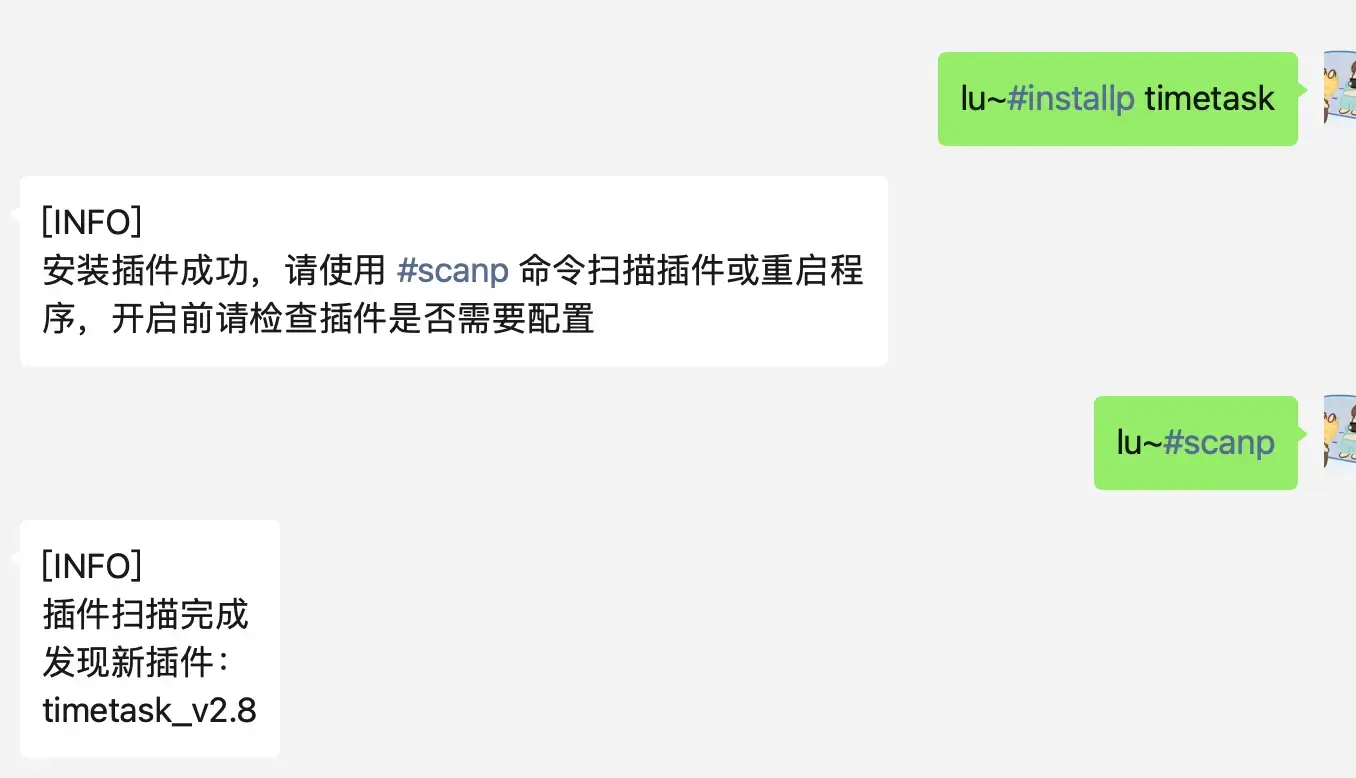 lu~#installp timetask
[INFO]
安装插件成功，请使用 #scanp 命令扫描插件或重启程
序，开启前请检查插件是否需要配置
lu~#scanp
[INFO]
插件扫描完成
发现新插件：
timetask_v2.8